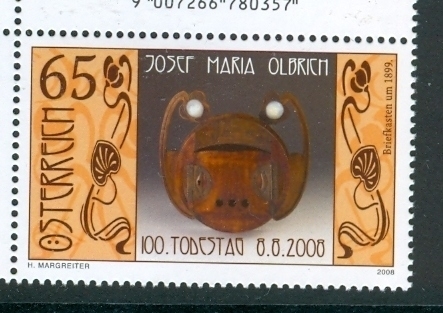 9 "007266"780357"
65
JOSEF MARIA OLBRICH
Briefkasten um 1899.
ÖSTERREICH
100. TODESTAG 8.8.2008
H. MARGREITER
2008